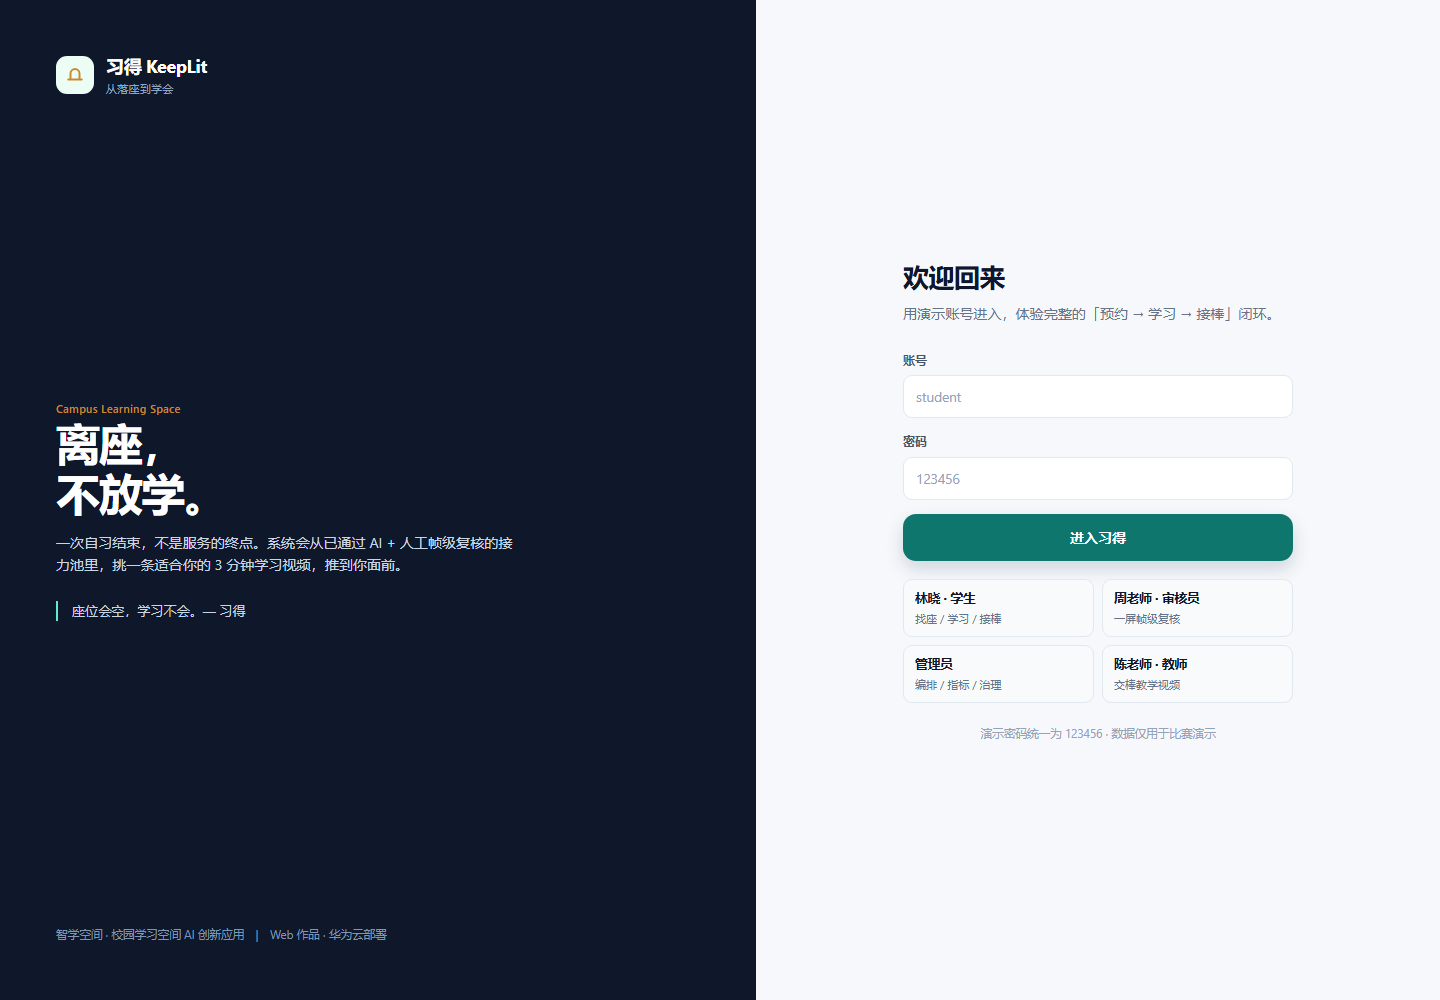 习得 KeepLit
从落座到学会
Campus Learning Space
离座，
不放学。
一次自习结束，不是服务的终点。系统会从已通过 AI + 人工帧级复核的接
力池里，挑一条适合你的 3 分钟学习视频，推到你面前。
座位会空，学习不会。— 习得
智学空间 · 校园学习空间 AI 创新应用 | Web 作品 · 华为云部署
欢迎回来
用演示账号进入，体验完整的「预约 → 学习 → 接棒」闭环。
账号
student
密码
123456
进入习得
林晓 · 学生
找座 / 学习 / 接棒
周老师 · 审核员
一屏帧级复核
管理员
编排 / 指标 / 治理
陈老师 · 教师
交棒教学视频
演示密码统一为 123456 · 数据仅用于比赛演示